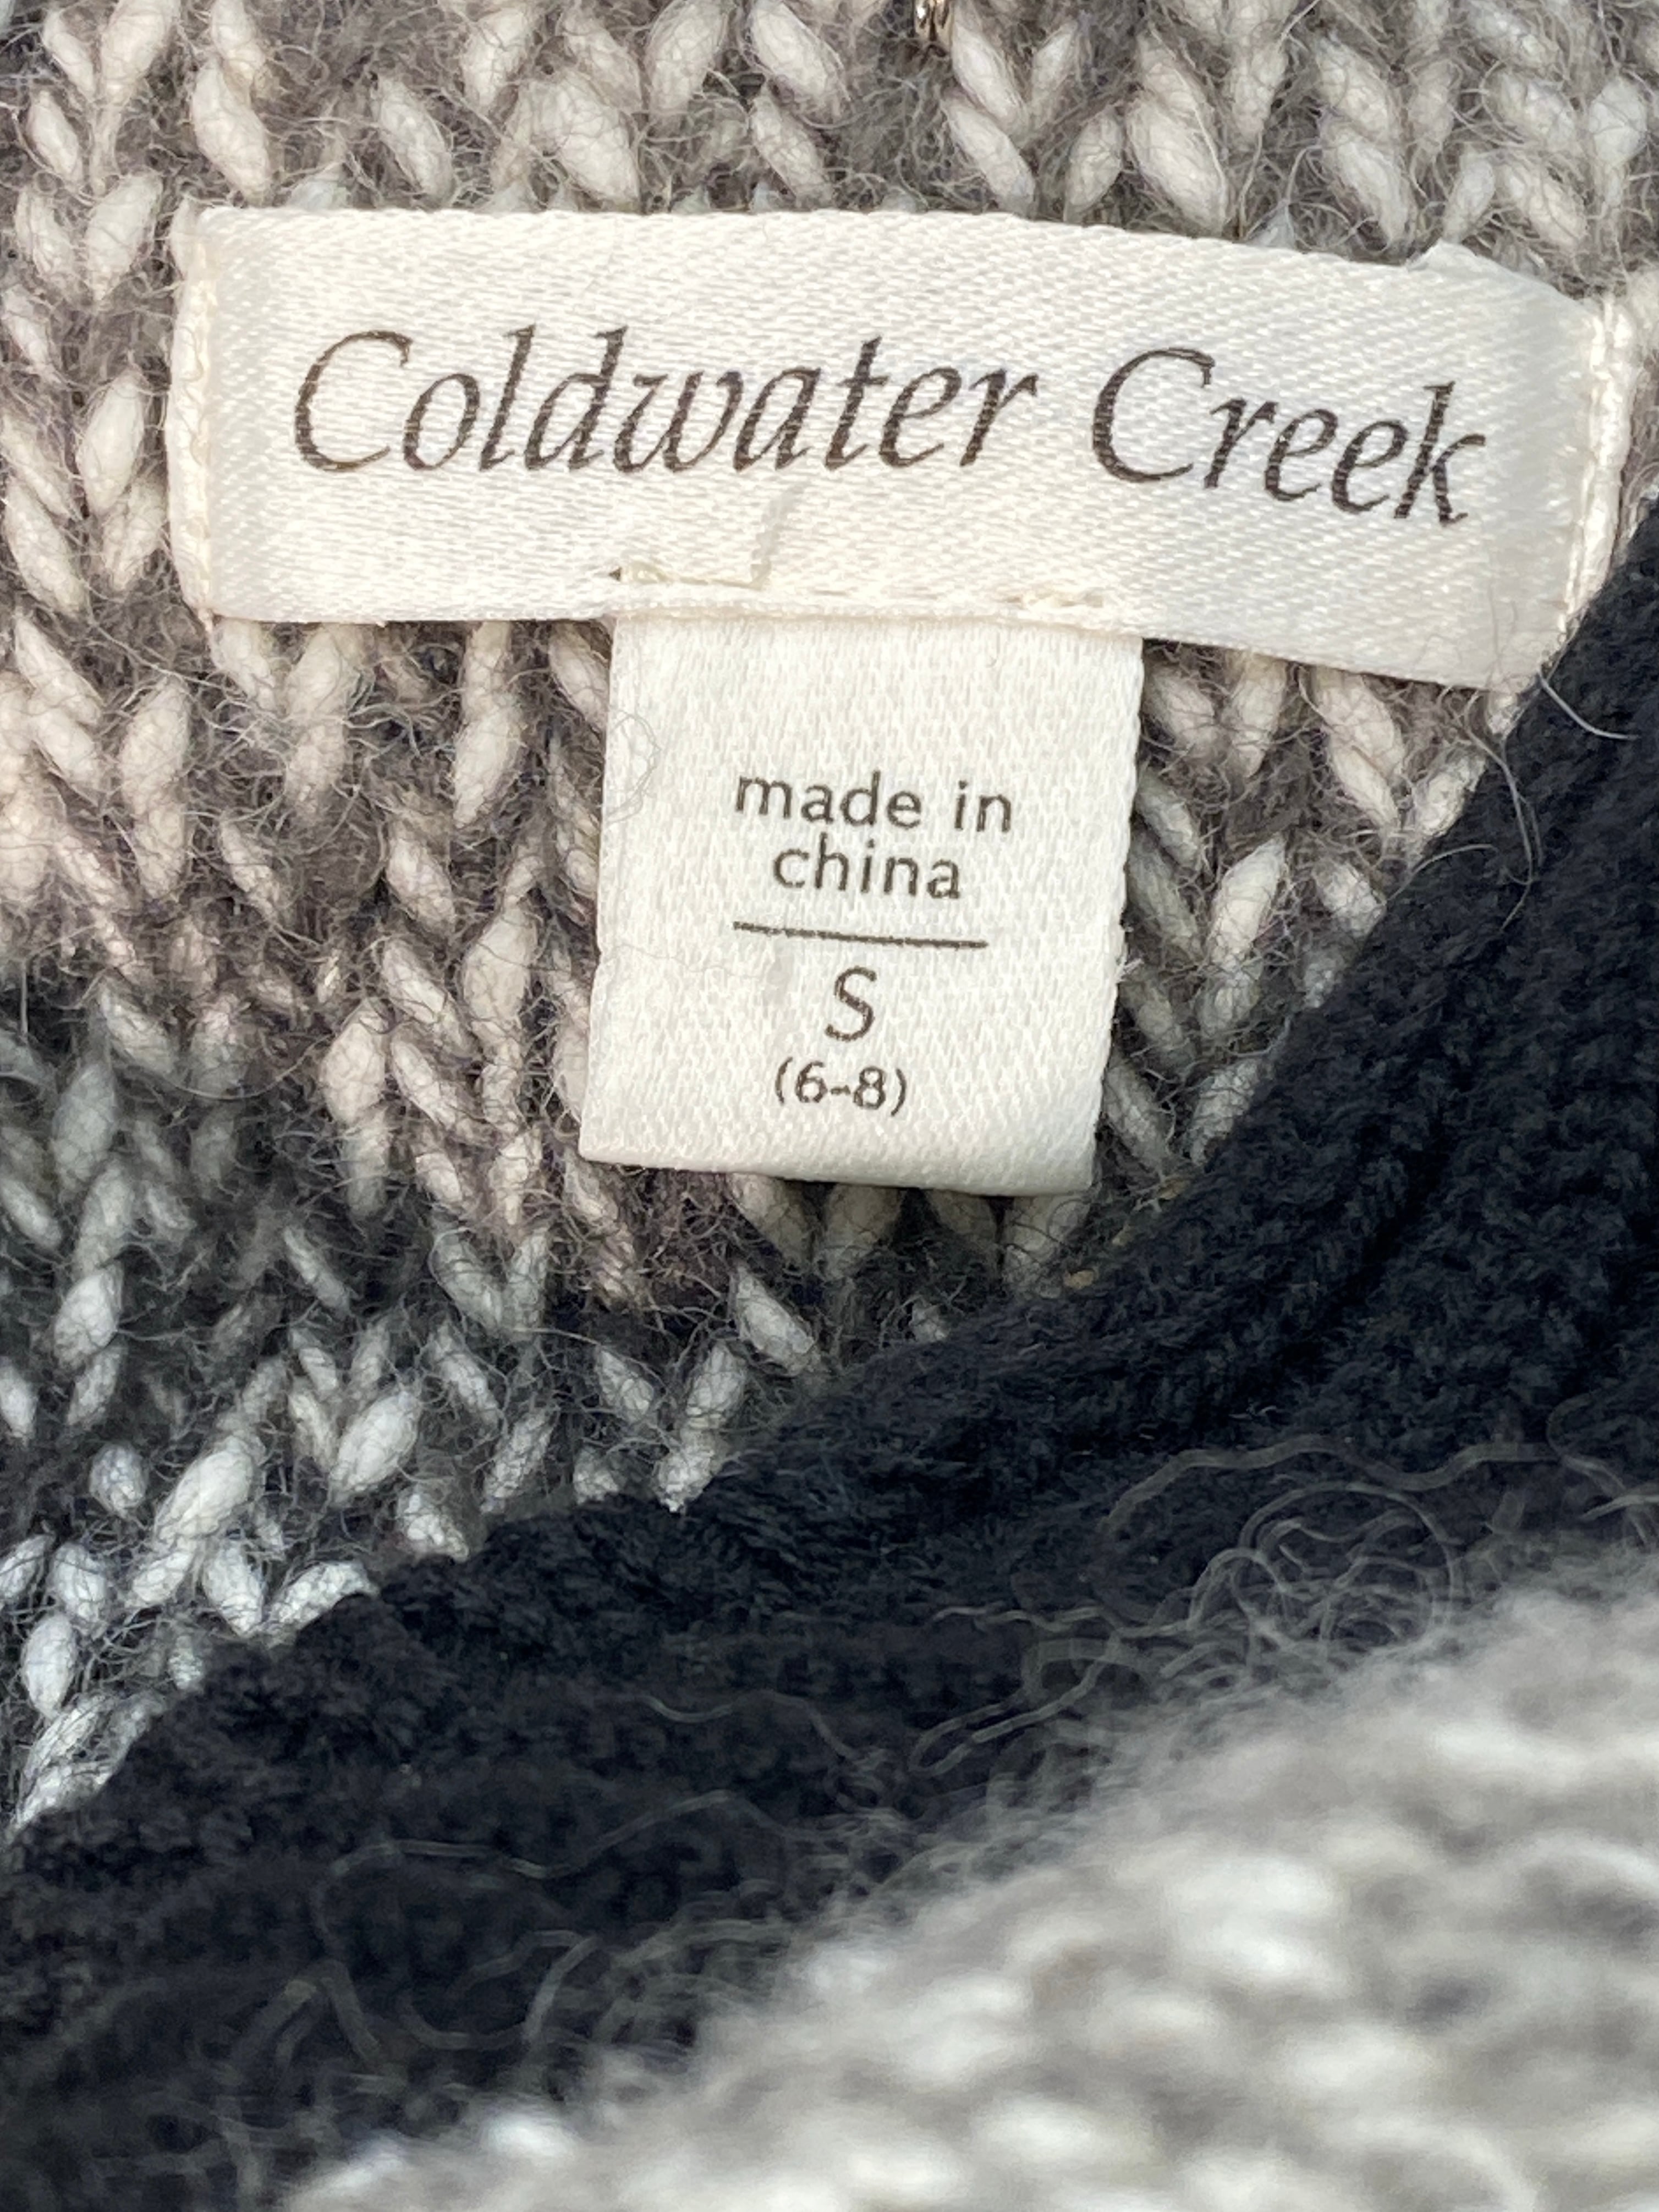 Coldwater Creek
made in
china
S
(6-8)